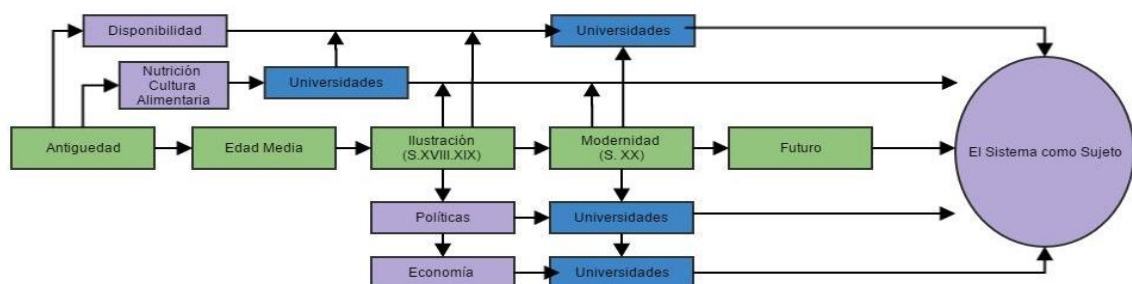 Disponibilidad
Universidades
Nutrición
Cultura
Alimentaria
Universidades
Antiguedad
Edad Media
Ilustración
(S.XVIII.XIX)
Modernidad
(S. XX)
Futuro
El Sistema como Sujeto
Políticas
Universidades
Economía
Universidades